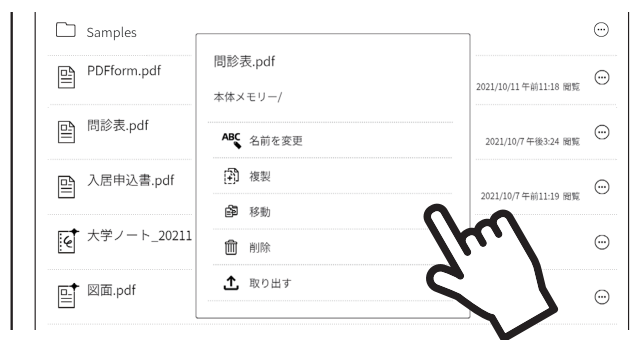 Samples
PDFform.pdf
2021/10/11 午前11:18 閲覧
問診表.pdf
2021/10/7 午後3:24 閲覧
入居申込書.pdf
2021/10/7 午前11:19 閲覧
大学ノート_20211
図面.pdf
問診表.pdf
本体メモリー/
ABC 名前を変更
複製
移動
削除
取り出す